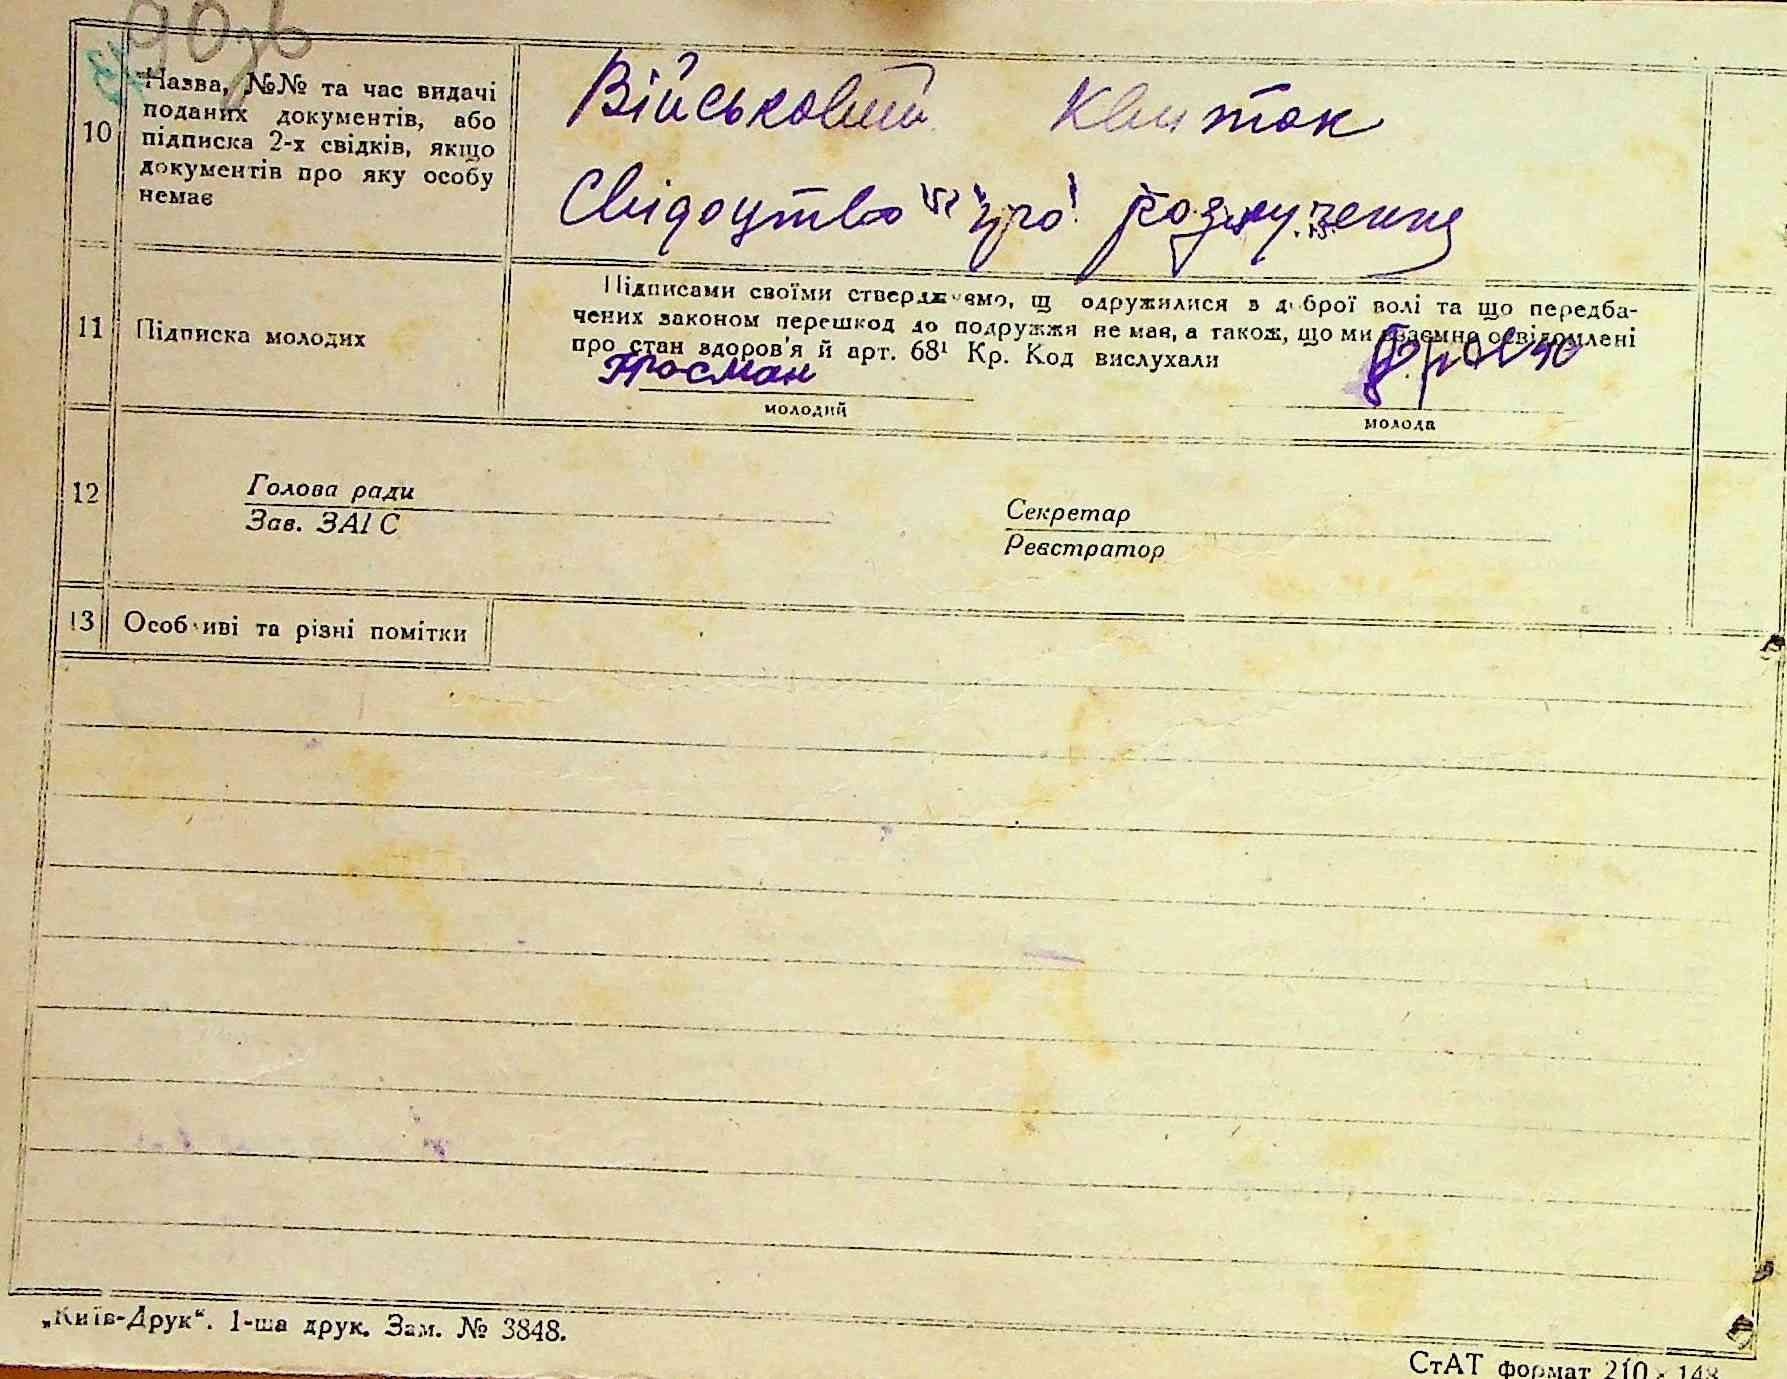 90зв
10
Назва, №№ та час видачі
поданих документів, або
підписка 2-х свідків, якщо
документів про яку особу
немає
Військовий Квиток
Свідоцтво про розлучення
11
Підписка молодих
Підписами своїми стверджуємо, щ одружилися з доброї волі та що передба-
чених законом перешкод до подружжя не має, а також, що ми взаємно освідомлені
про стан здоров'я й арт. 68¹ Кр. Код вислухали
Гросман
молодий
молода
12
Голова ради
Зав. ЗАГС
Секретар
Реєстратор
13
Особливі та різні помітки
„Київ-Друк“. 1-ша друк. Зам. № 3848.
СтАТ формат 210 × 148